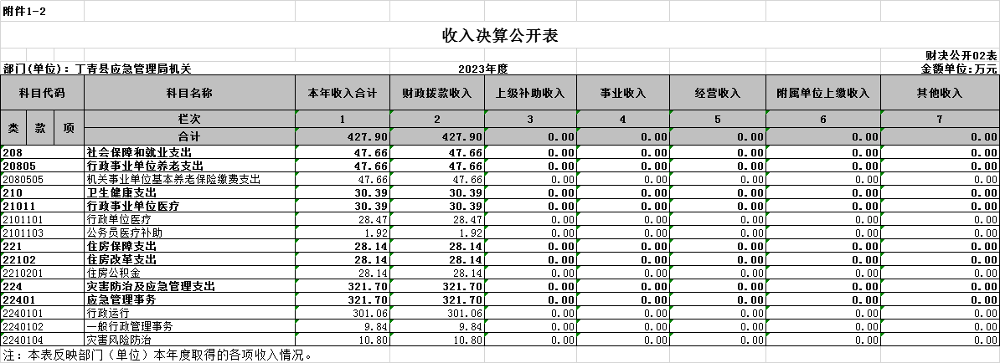 附件1-2
收入决算公开表
财决公开02表
部门(单位)：丁青县应急管理局机关 2023年度 金额单位:万元
科目代码 科目名称 本年收入合计 财政拨款收入 上级补助收入 事业收入 经营收入 附属单位上缴收入 其他收入
类 款 项 栏次 1 2 3 4 5 6 7
合计 427.90 427.90 0.00 0.00 0.00 0.00 0.00
208 社会保障和就业支出 47.66 47.66 0.00 0.00 0.00 0.00 0.00
20805 行政事业单位养老支出 47.66 47.66 0.00 0.00 0.00 0.00 0.00
2080505 机关事业单位基本养老保险缴费支出 47.66 47.66 0.00 0.00 0.00 0.00 0.00
210 卫生健康支出 30.39 30.39 0.00 0.00 0.00 0.00 0.00
21011 行政事业单位医疗 30.39 30.39 0.00 0.00 0.00 0.00 0.00
2101101 行政单位医疗 28.47 28.47 0.00 0.00 0.00 0.00 0.00
2101103 公务员医疗补助 1.92 1.92 0.00 0.00 0.00 0.00 0.00
221 住房保障支出 28.14 28.14 0.00 0.00 0.00 0.00 0.00
22102 住房改革支出 28.14 28.14 0.00 0.00 0.00 0.00 0.00
2210201 住房公积金 28.14 28.14 0.00 0.00 0.00 0.00 0.00
224 灾害防治及应急管理支出 321.70 321.70 0.00 0.00 0.00 0.00 0.00
22401 应急管理事务 321.70 321.70 0.00 0.00 0.00 0.00 0.00
2240101 行政运行 301.06 301.06 0.00 0.00 0.00 0.00 0.00
2240102 一般行政管理事务 9.84 9.84 0.00 0.00 0.00 0.00 0.00
2240104 灾害风险防治 10.80 10.80 0.00 0.00 0.00 0.00 0.00
注：本表反映部门（单位）本年度取得的各项收入情况。